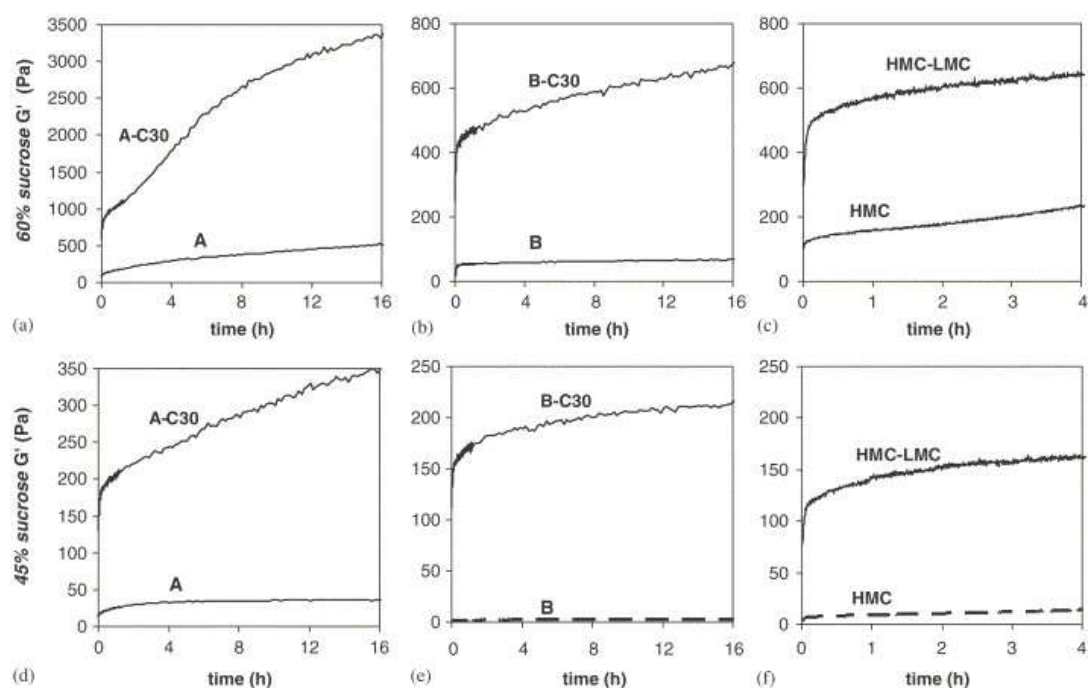 60% sucrose G' (Pa)
4000
3500
3000
2500
2000
1500
1000
500
0
A-C30
A
0 4 8 12 16
(a) time (h)
800
600
400
200
0
B-C30
B
0 4 8 12 16
(b) time (h)
800
600
400
200
0
HMC-LMC
HMC
0 1 2 3 4
(c) time (h)
45% sucrose G' (Pa)
350
300
250
200
150
100
50
0
A-C30
A
0 4 8 12 16
(d) time (h)
250
200
150
100
50
0
B-C30
B
0 4 8 12 16
(e) time (h)
250
200
150
100
50
0
HMC-LMC
HMC
0 1 2 3 4
(f) time (h)